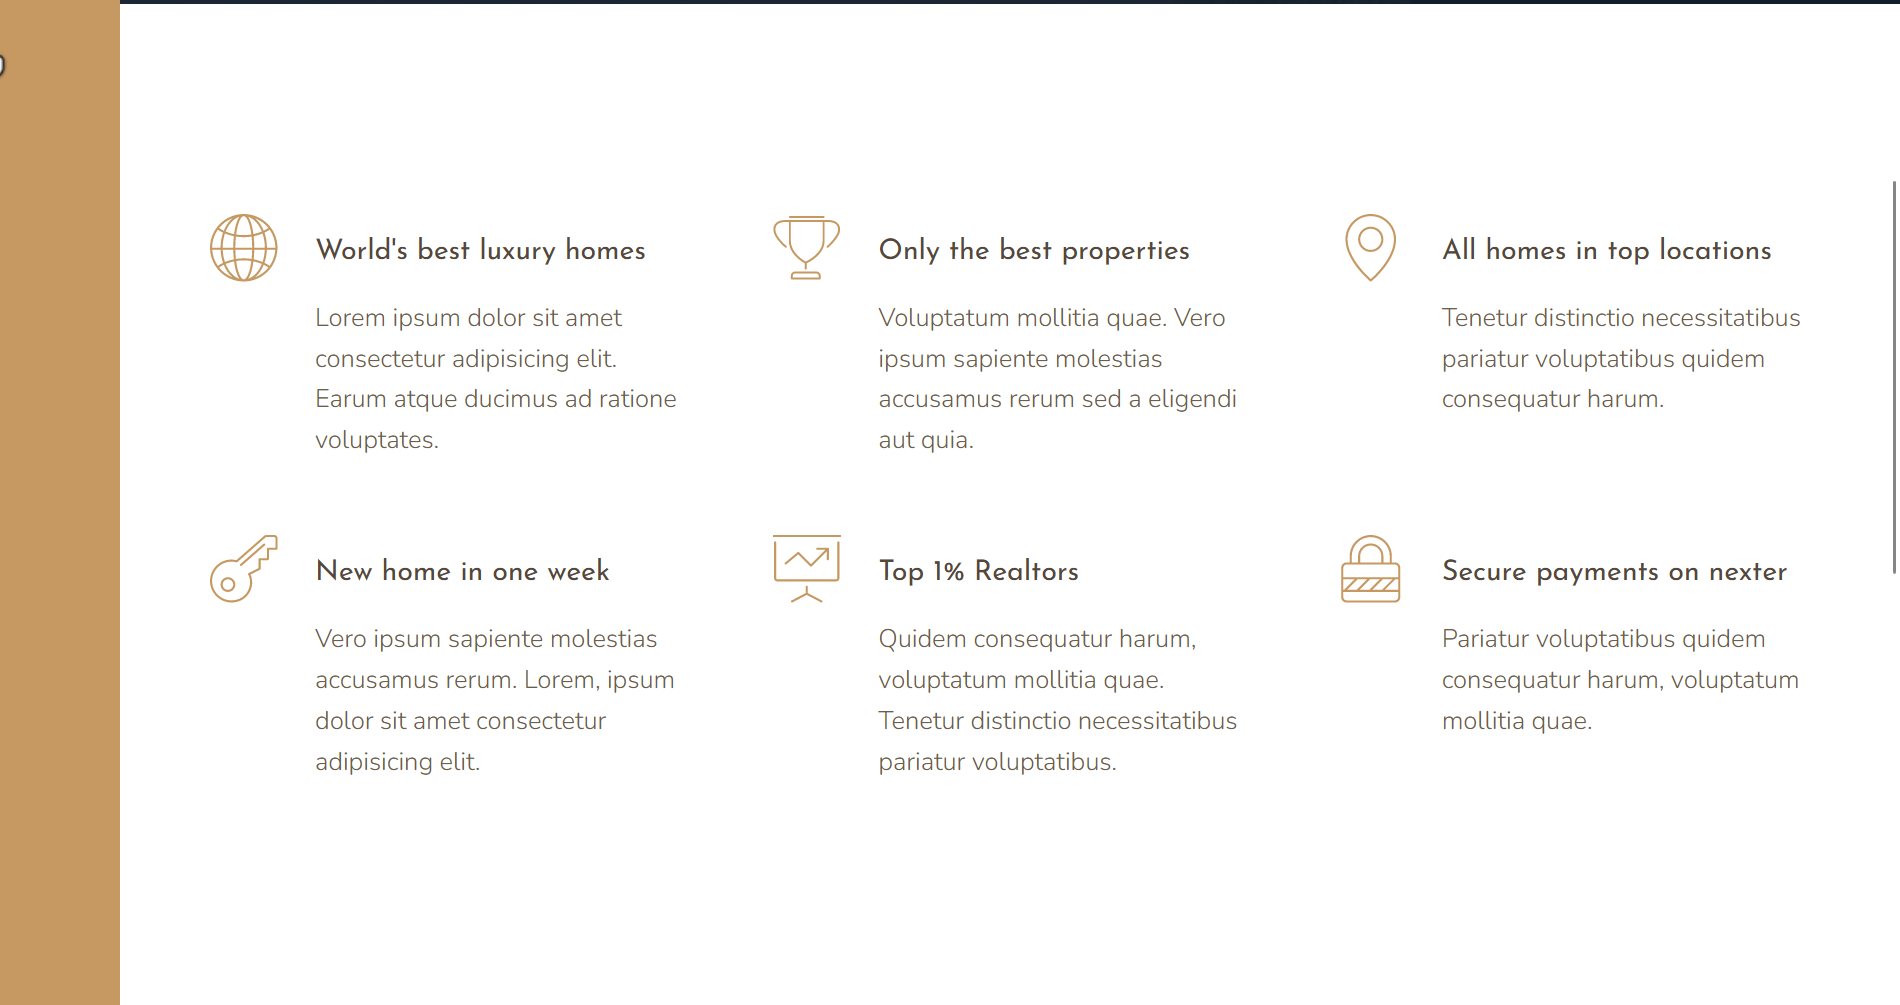 World's best luxury homes
Lorem ipsum dolor sit amet
consectetur adipisicing elit.
Earum atque ducimus ad ratione
voluptates.
Only the best properties
Voluptatum mollitia quae. Vero
ipsum sapiente molestias
accusamus rerum sed a eligendi
aut quia.
All homes in top locations
Tenetur distinctio necessitatibus
pariatur voluptatibus quidem
consequatur harum.
New home in one week
Vero ipsum sapiente molestias
accusamus rerum. Lorem, ipsum
dolor sit amet consectetur
adipisicing elit.
Top 1% Realtors
Quidem consequatur harum,
voluptatum mollitia quae.
Tenetur distinctio necessitatibus
pariatur voluptatibus.
Secure payments on nexter
Pariatur voluptatibus quidem
consequatur harum, voluptatum
mollitia quae.